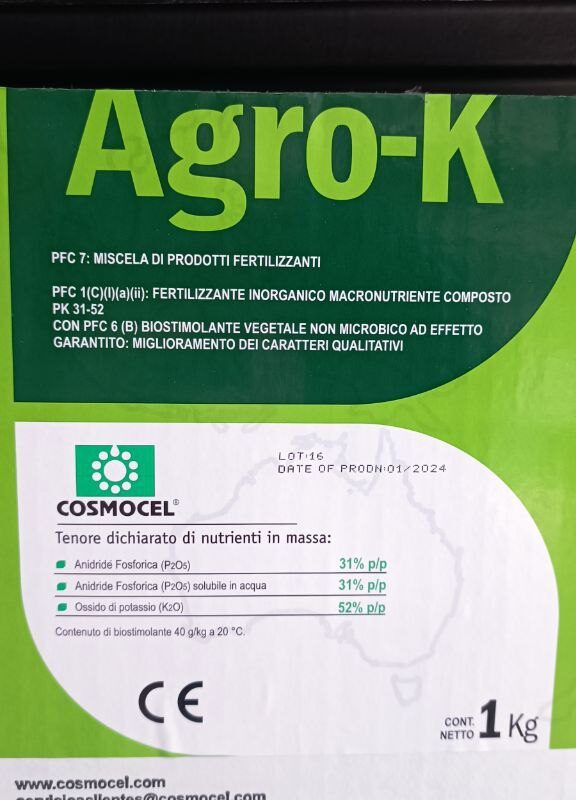 Agro-K
PFC 7: MISCELA DI PRODOTTI FERTILIZZANTI
PFC 1(C)(I)(a)(ii): FERTILIZZANTE INORGANICO MACRONUTRIENTE COMPOSTO
PK 31-52
CON PFC 6 (B) BIOSTIMOLANTE VEGETALE NON MICROBICO AD EFFETTO
GARANTITO: MIGLIORAMENTO DEI CARATTERI QUALITATIVI
LOT:16
DATE OF PRODN:01/2024
COSMOCEL®
Tenore dichiarato di nutrienti in massa:
Anidride Fosforica (P2O5) 31% p/p
Anidride Fosforica (P2O5) solubile in acqua 31% p/p
Ossido di potassio (K2O) 52% p/p
Contenuto di biostimolante 40 g/kg a 20 °C.
CE
CONT. NETTO 1 Kg
www.cosmocel.com